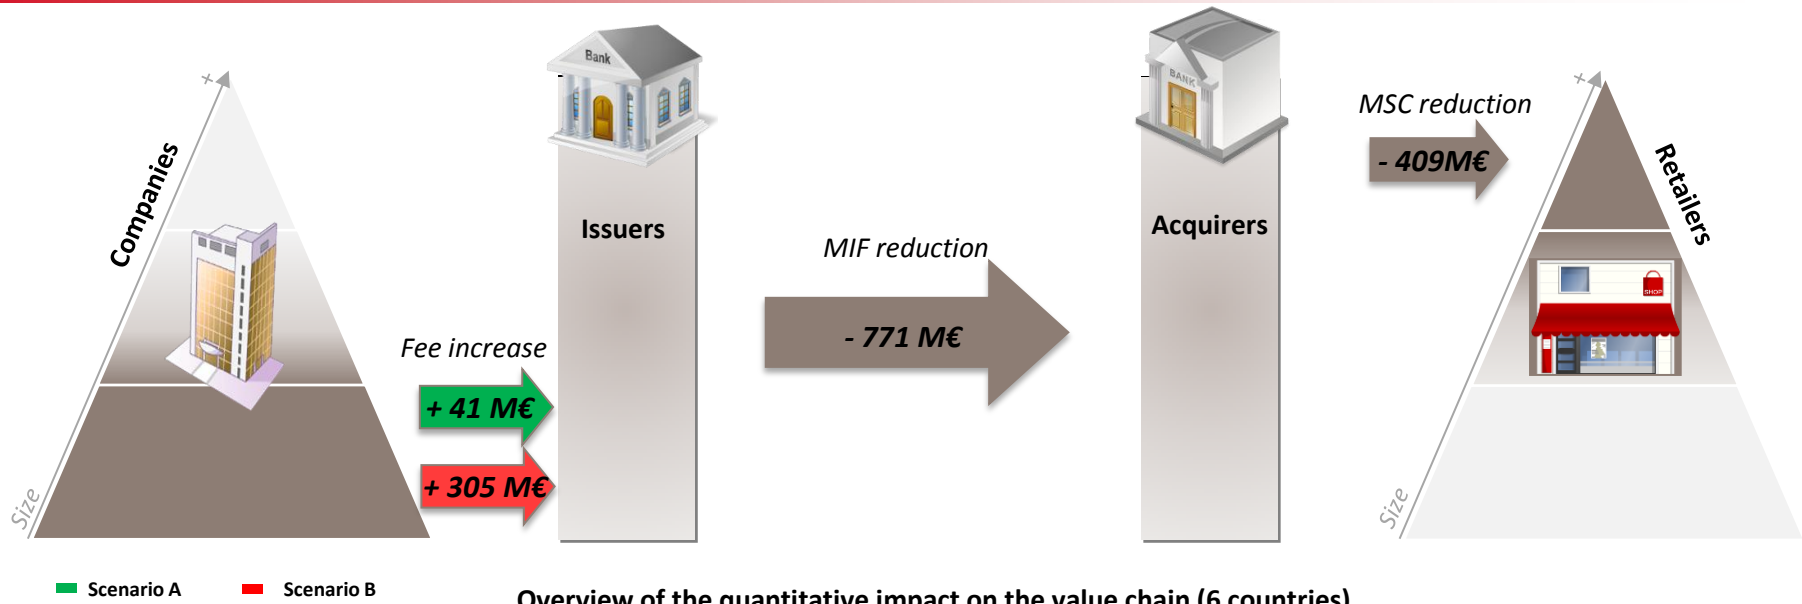 +
Companies
Size
Bank
Issuers
Fee increase
+ 41 M€
+ 305 M€
MIF reduction
- 771 M€
BANK
Acquirers
MSC reduction
- 409M€
+
Retailers
SHOP
Size
Scenario A
Scenario B
Overview of the quantitative impact on the value chain (6 countries)